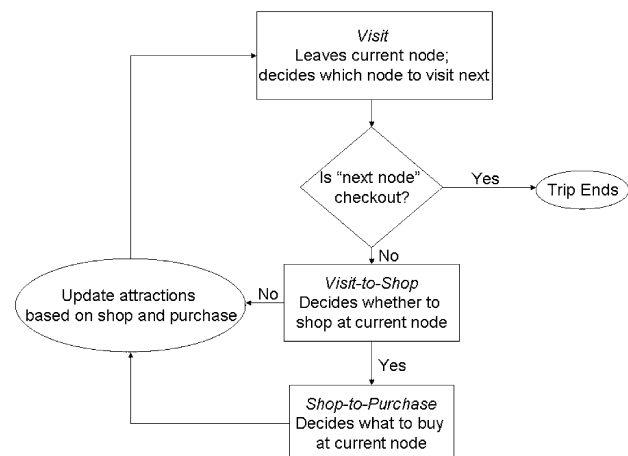 Visit
Leaves current node;
decides which node to visit next
Is “next node”
checkout?
Yes
Trip Ends
No
Visit-to-Shop
Decides whether to
shop at current node
No
Update attractions
based on shop and purchase
Yes
Shop-to-Purchase
Decides what to buy
at current node